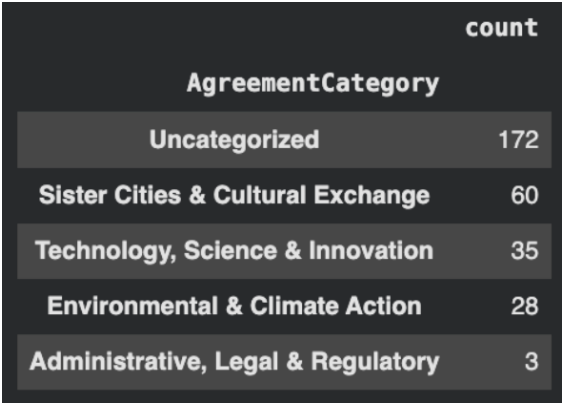 count
AgreementCategory
Uncategorized 172
Sister Cities & Cultural Exchange 60
Technology, Science & Innovation 35
Environmental & Climate Action 28
Administrative, Legal & Regulatory 3